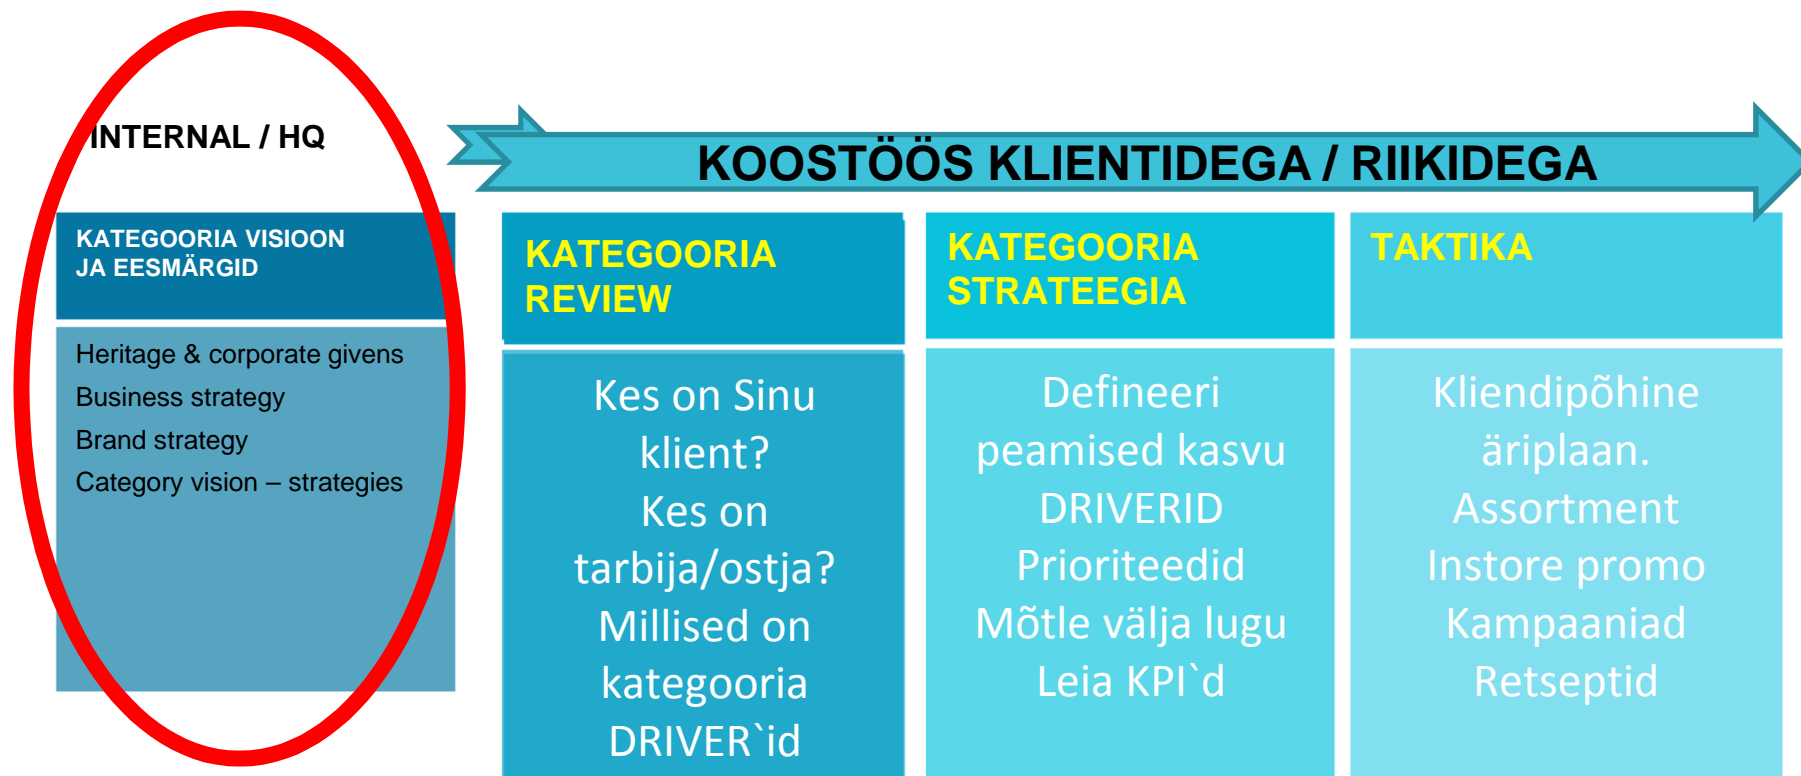 INTERNAL / HQ
KOOSTÖÖS KLIENTIDEGA / RIIKIDEGA
KATEGOORIA VISIOON
JA EESMÄRGID
Heritage & corporate givens
Business strategy
Brand strategy
Category vision – strategies
KATEGOORIA
REVIEW
Kes on Sinu
klient?
Kes on
tarbija/ostja?
Millised on
kategooria
DRIVER`id
KATEGOORIA
STRATEEGIA
Defineeri
peamised kasvu
DRIVERID
Prioriteedid
Mõtle välja lugu
Leia KPI`d
TAKTIKA
Kliendipõhine
äriplaan.
Assortment
Instore promo
Kampaaniad
Retseptid